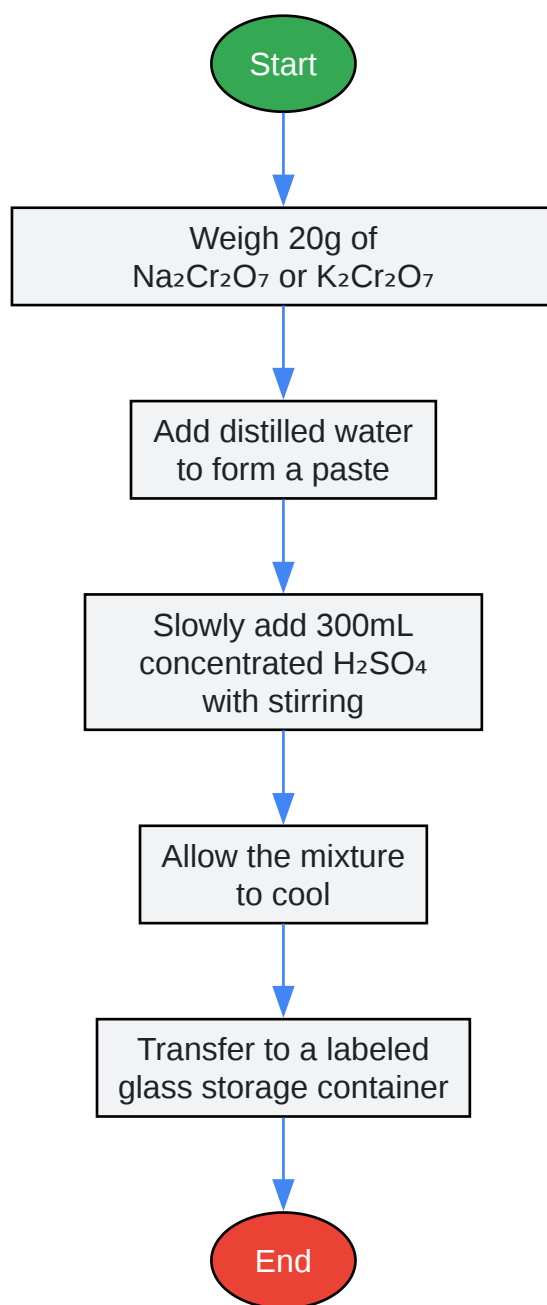 Start
Weigh 20g of
Na₂Cr₂O₇ or K₂Cr₂O₇
Add distilled water
to form a paste
Slowly add 300mL
concentrated H₂SO₄
with stirring
Allow the mixture
to cool
Transfer to a labeled
glass storage container
End